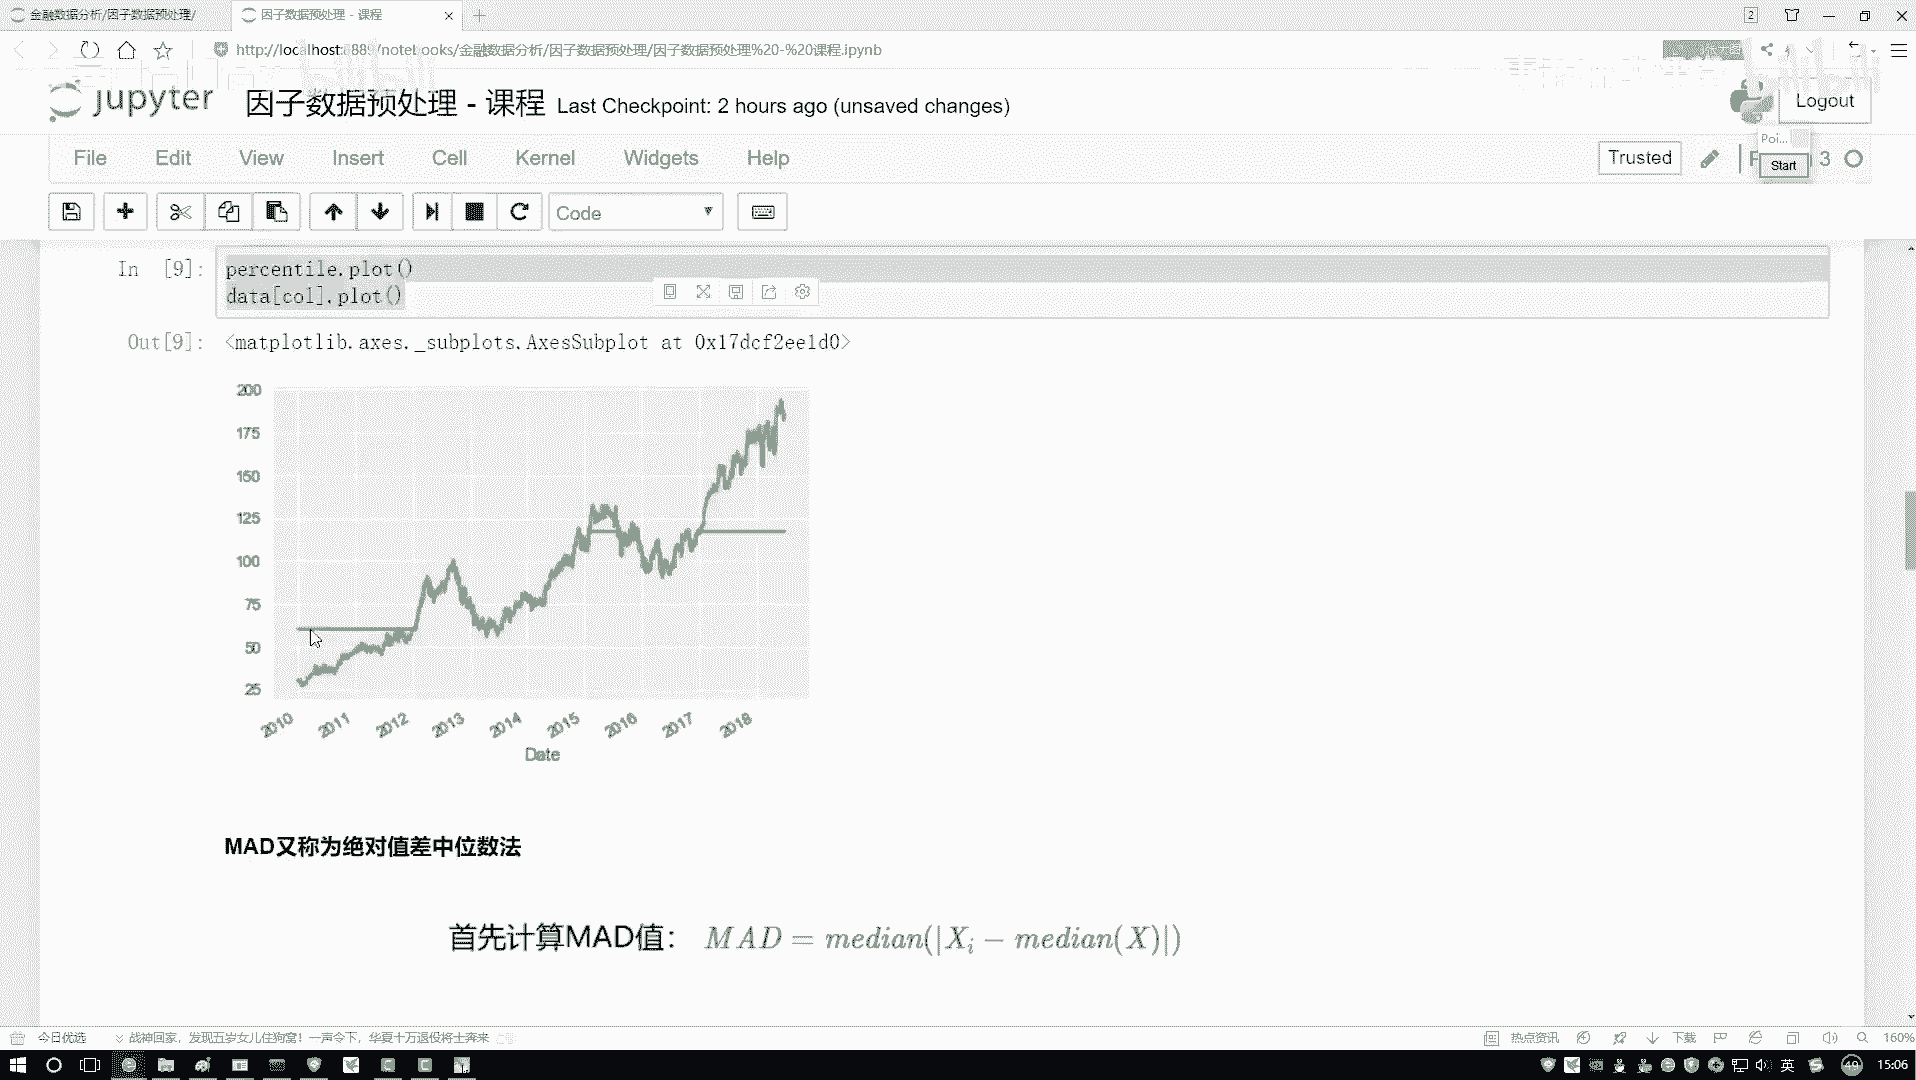 金融数据分析/因子数据预处理/
因子数据预处理 - 课程
2
http://localhost:889/notebooks/金融数据分析/因子数据预处理/因子数据预处理%20-%20课程.ipynb
jupyter 因子数据预处理 - 课程 Last Checkpoint: 2 hours ago (unsaved changes)
bilibili
Logout
File Edit View Insert Cell Kernel Widgets Help
Trusted
3
Poi...
Start
Code
In [9]: percentile.plot()
data[col].plot()
Out[9]: <matplotlib.axes._subplots.AxesSubplot at 0x17dcf2ee1d0>
200
175
150
125
100
75
50
25
2010 2011 2012 2013 2014 2015 2016 2017 2018
Date
MAD又称为绝对值差中位数法
首先计算MAD值： MAD = median(|Xi − median(X)|)
今日优选 战神回家，发现五岁女儿住狗窝！一声令下，华夏十万退役将士奔来
热点资讯 下载 160%
英 49 15:06